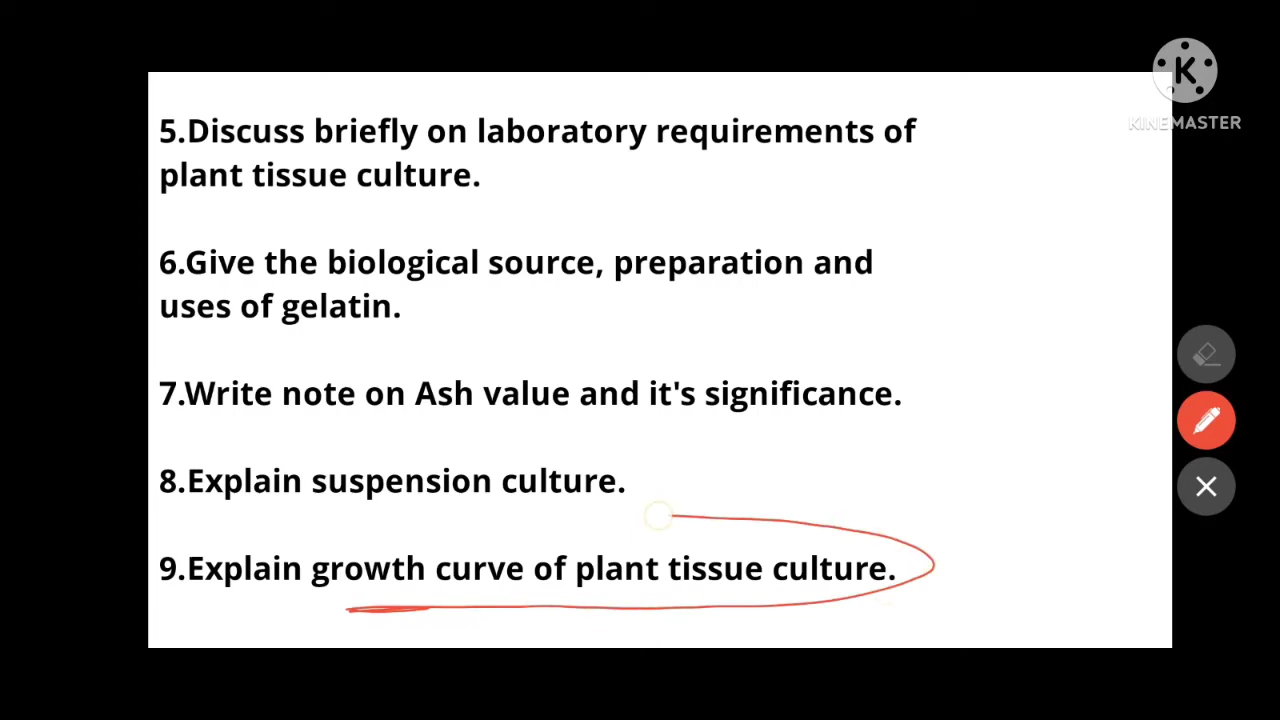 K
KINEMASTER
5.Discuss briefly on laboratory requirements of
plant tissue culture.
6.Give the biological source, preparation and
uses of gelatin.
7.Write note on Ash value and it's significance.
8.Explain suspension culture.
9.Explain growth curve of plant tissue culture.